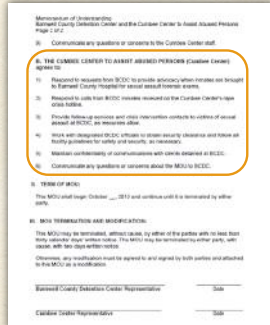 Memorandum of Understanding
Barnwell County Detention Center and the Cumbee Center to Assist Abused Persons
Page 2 of 2
8) Communicate any questions or concerns to the Cumbee Center staff.
B. THE CUMBEE CENTER TO ASSIST ABUSED PERSONS (Cumbee Center)
agrees to:
1) Respond to requests from BCDC to provide advocacy when inmates are brought
to Barnwell County Hospital for sexual assault forensic exams.
2) Respond to calls from BCDC inmates received on the Cumbee Center's rape
crisis hotline.
3) Provide follow-up services and crisis intervention contacts to victims of sexual
assault at BCDC, as resources allow.
4) Work with designated BCDC officials to obtain security clearance and follow all
facility guidelines for safety and security, as necessary.
5) Maintain confidentiality of communications with clients detained at BCDC.
6) Communicate any questions or concerns about the MOU to BCDC.
II. TERM OF MOU:
This MOU shall begin October __, 2012 and continue until it is terminated by either
party.
III. MOU TERMINATION AND MODIFICATION:
This MOU may be terminated, without cause, by either of the parties with no less than
thirty calendar days' written notice. This MOU may be terminated by either party, with
cause, with ten days written notice.
Otherwise, any modification must be agreed to and signed by both parties and attached
to this MOU as a modification.
Barnwell County Detention Center Representative Date
Cumbee Center Representative Date